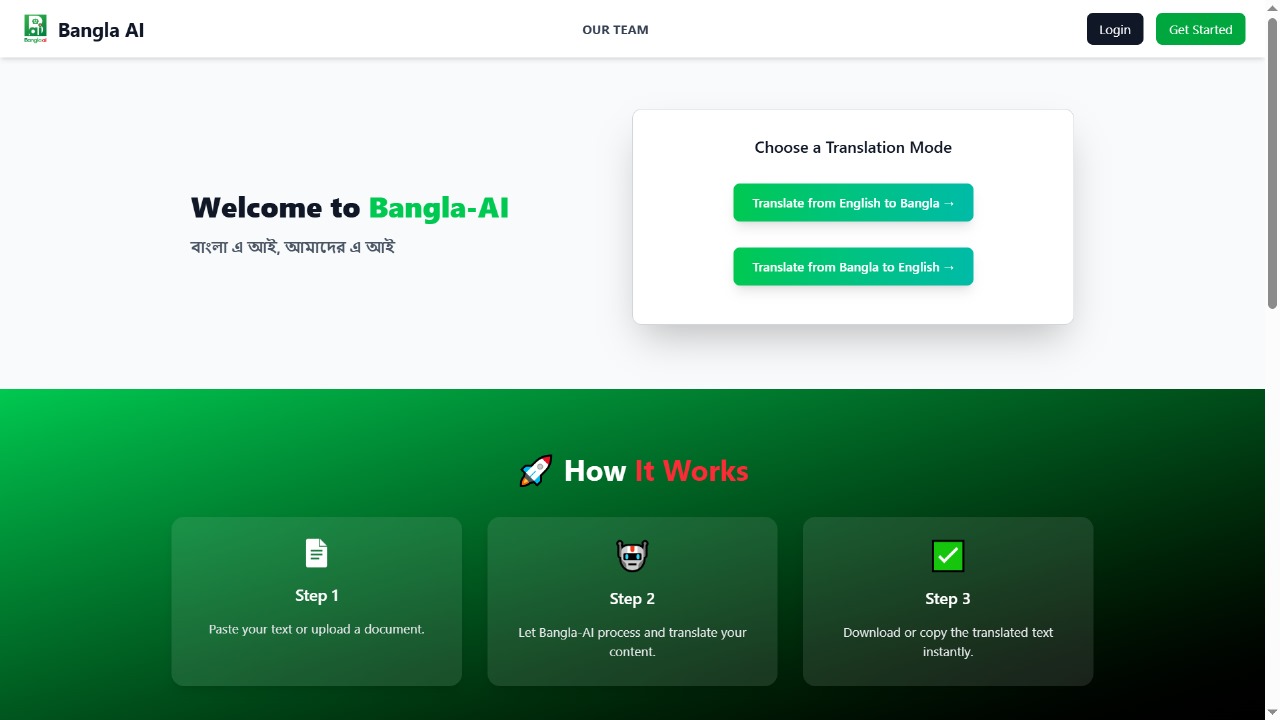 Bangla AI
OUR TEAM
Login
Get Started
Welcome to Bangla-AI
বাংলা এ আই, আমাদের এ আই
Choose a Translation Mode
Translate from English to Bangla →
Translate from Bangla to English →
How It Works
Step 1
Paste your text or upload a document.
Step 2
Let Bangla-AI process and translate your
content.
Step 3
Download or copy the translated text
instantly.